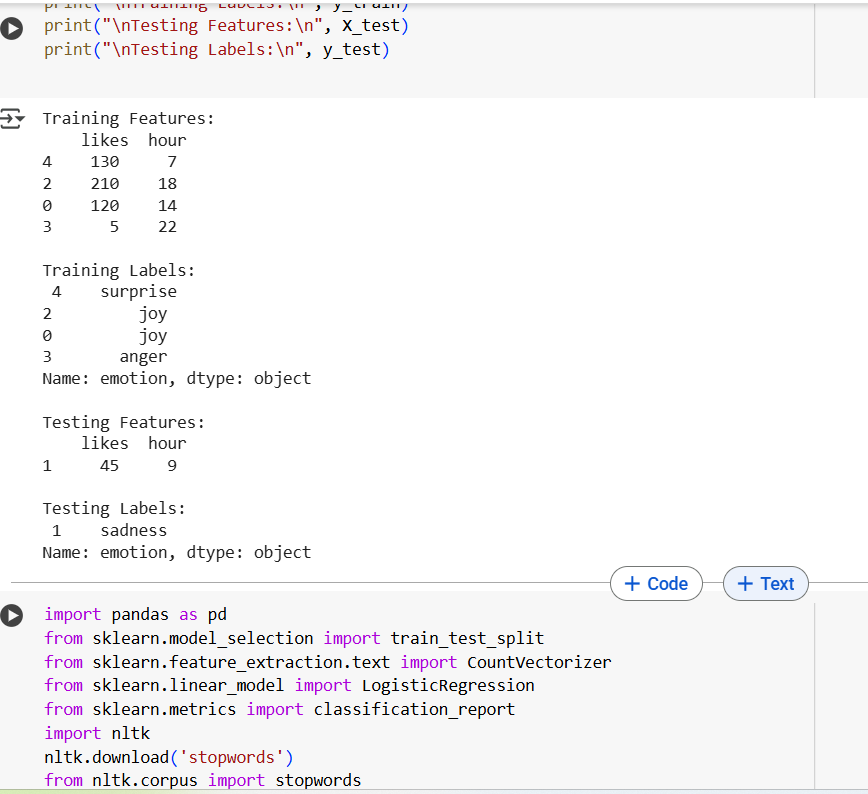 print("\nTraining Labels:\n", y_train)
print("\nTesting Features:\n", X_test)
print("\nTesting Labels:\n", y_test)
Training Features:
    likes  hour
4    130     7
2    210    18
0    120    14
3      5    22
Training Labels:
 4    surprise
2         joy
0         joy
3       anger
Name: emotion, dtype: object
Testing Features:
    likes  hour
1     45     9
Testing Labels:
 1    sadness
Name: emotion, dtype: object
+ Code + Text
import pandas as pd
from sklearn.model_selection import train_test_split
from sklearn.feature_extraction.text import CountVectorizer
from sklearn.linear_model import LogisticRegression
from sklearn.metrics import classification_report
import nltk
nltk.download('stopwords')
from nltk.corpus import stopwords